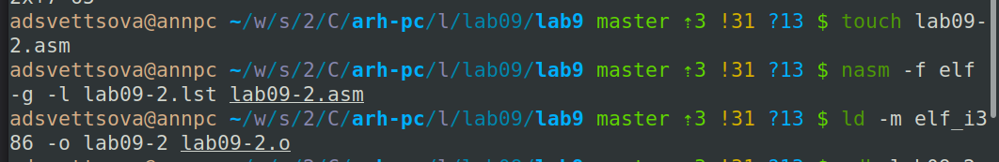 adsvettsova@annpc ~/w/s/2/C/arh-pc/l/lab09/lab9 master ⇡3 !31 ?13 $ touch lab09-
2.asm
adsvettsova@annpc ~/w/s/2/C/arh-pc/l/lab09/lab9 master ⇡3 !31 ?13 $ nasm -f elf
-g -l lab09-2.lst lab09-2.asm
adsvettsova@annpc ~/w/s/2/C/arh-pc/l/lab09/lab9 master ⇡3 !31 ?13 $ ld -m elf_i3
86 -o lab09-2 lab09-2.o